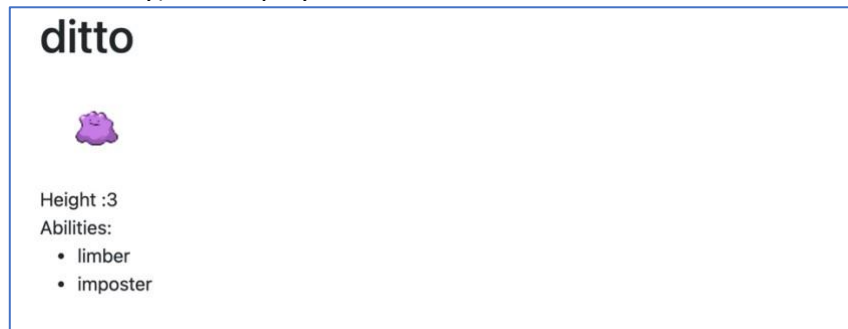 ditto
Height :3
Abilities:
• limber
• imposter